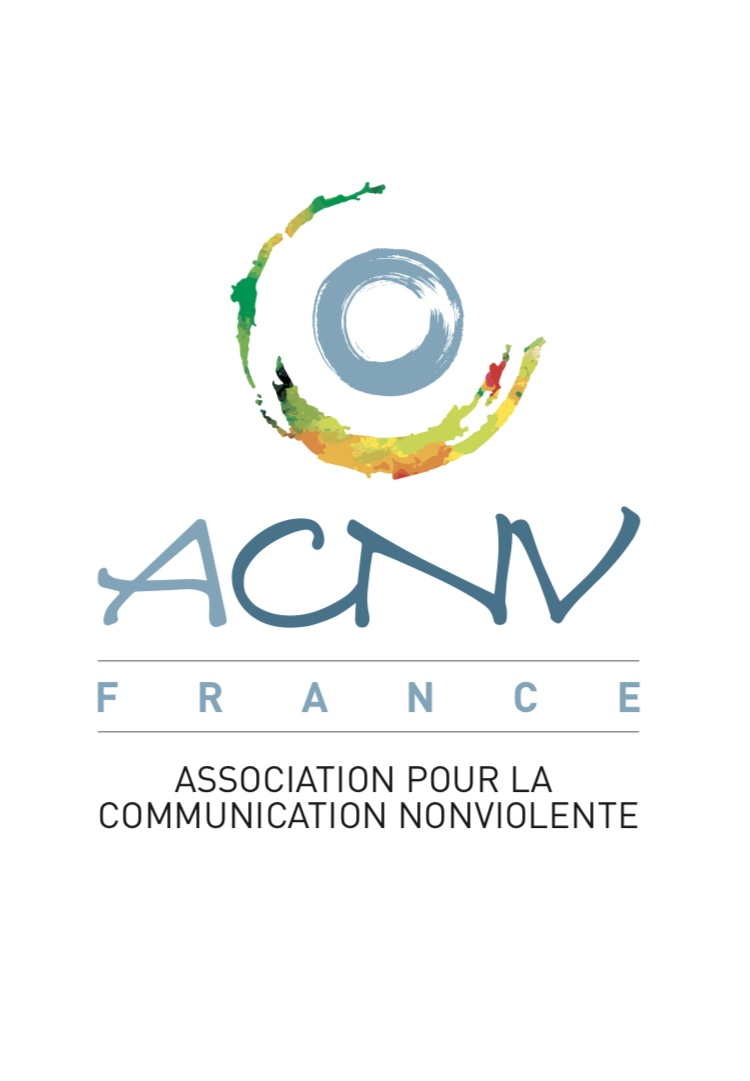 ACNV
FRANCE
ASSOCIATION POUR LA
COMMUNICATION NONVIOLENTE